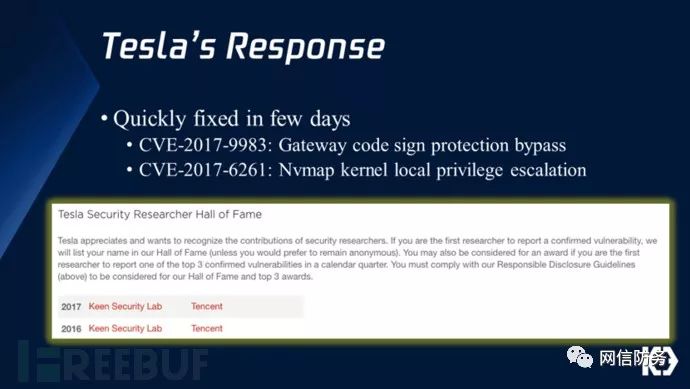 Tesla's Response
• Quickly fixed in few days
• CVE-2017-9983: Gateway code sign protection bypass
• CVE-2017-6261: Nvmap kernel local privilege escalation
Tesla Security Researcher Hall of Fame
Tesla appreciates and wants to recognize the contributions of security researchers. If you are the first researcher to report a confirmed vulnerability, we
will list your name in our Hall of Fame (unless you would prefer to remain anonymous). You may also be considered for an award if you are the first
researcher to report one of the top 3 confirmed vulnerabilities in a calendar quarter. You must comply with our Responsible Disclosure Guidelines
(above) to be considered for our Hall of Fame and top 3 awards.
2017 Keen Security Lab Tencent
2016 Keen Security Lab Tencent
FREEBUF
网信防务